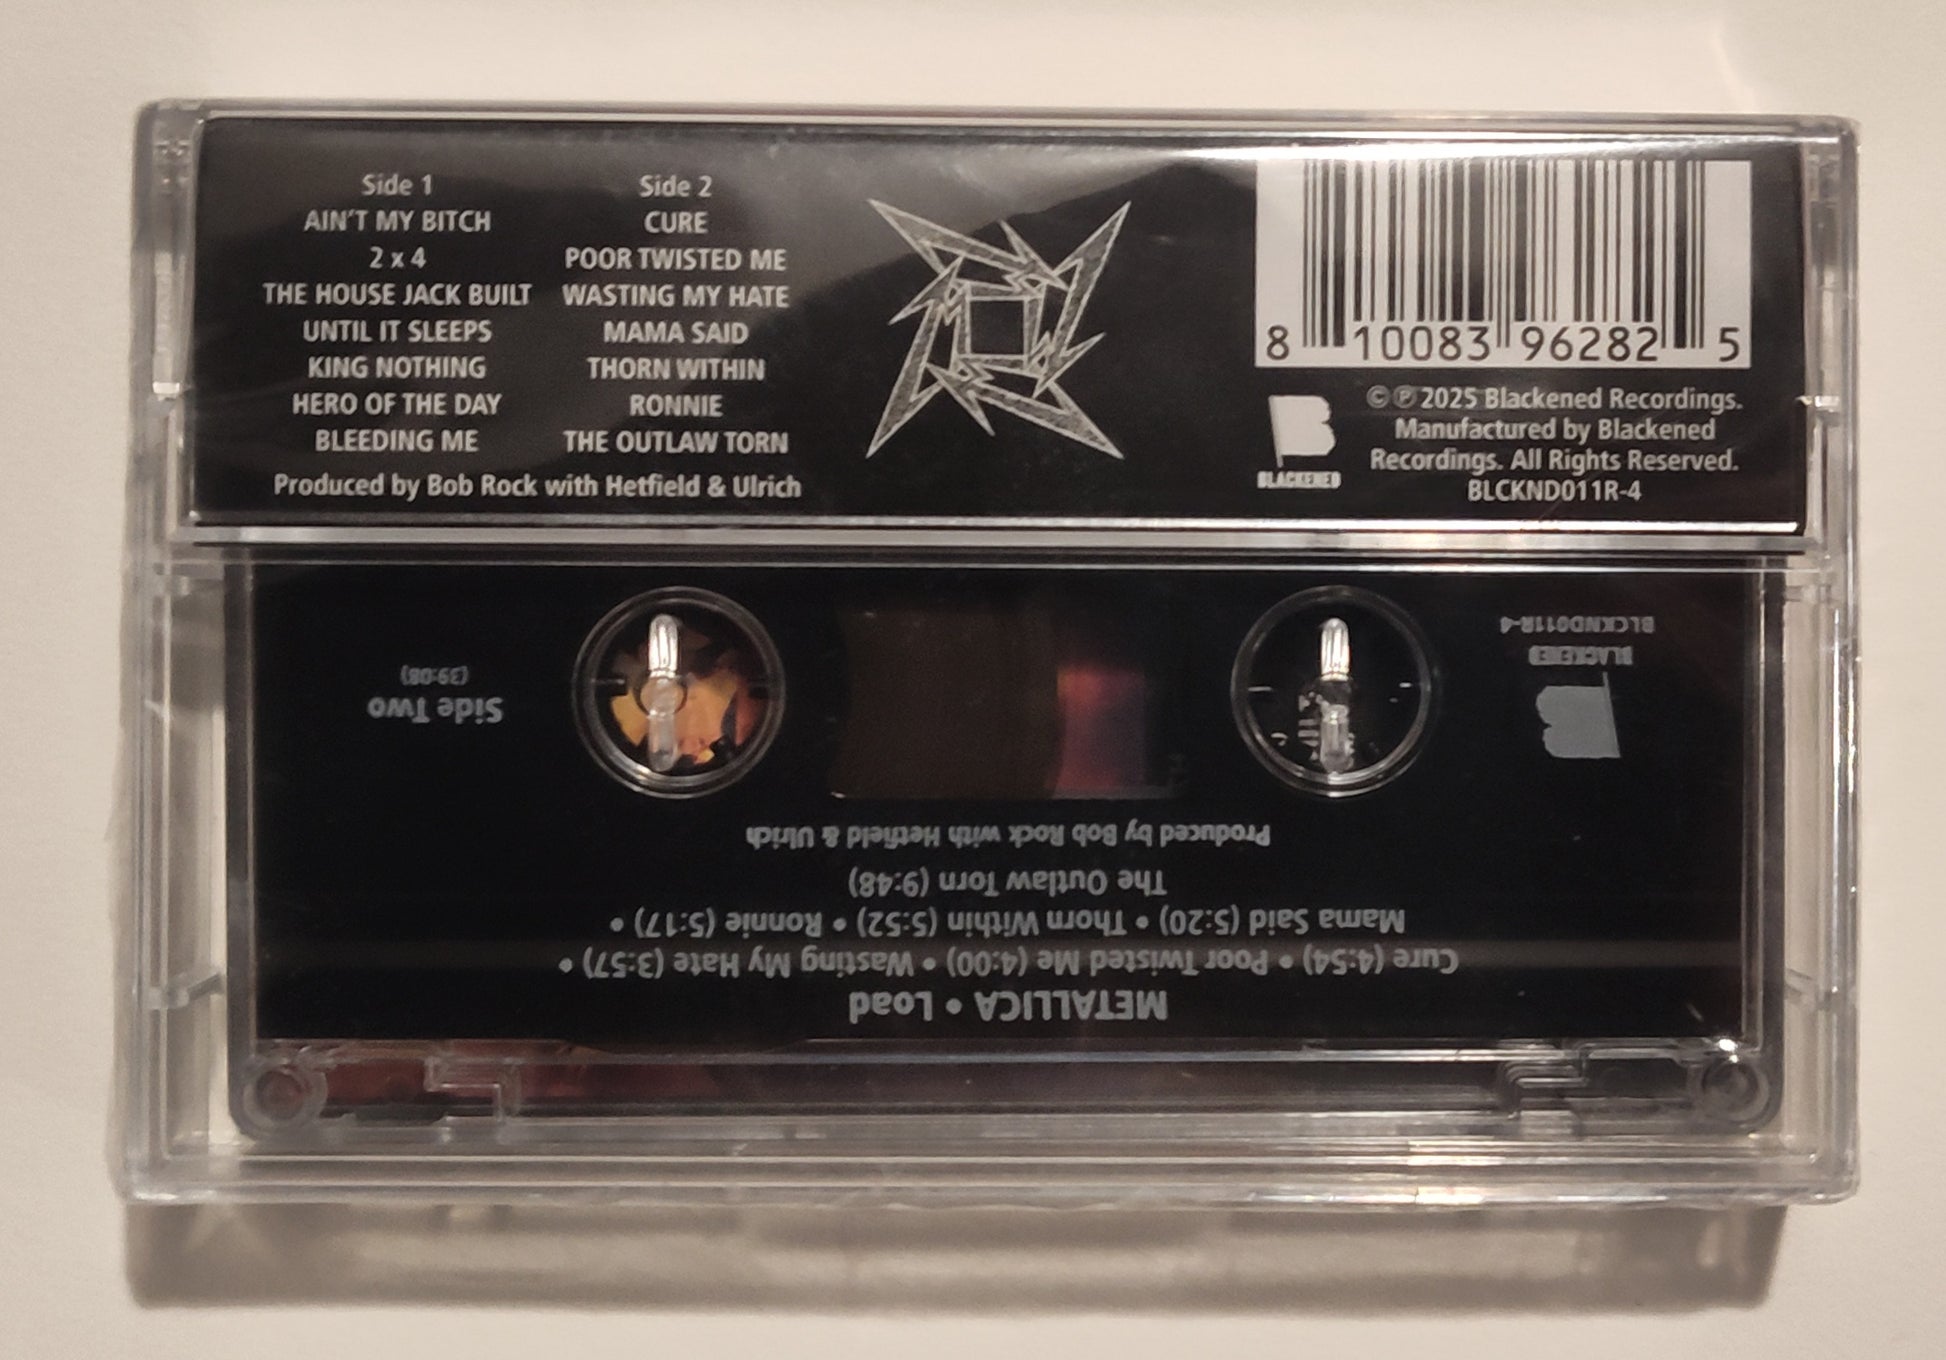 Side 1
AIN'T MY BITCH
2 x 4
THE HOUSE JACK BUILT
UNTIL IT SLEEPS
KING NOTHING
HERO OF THE DAY
BLEEDING ME
Side 2
CURE
POOR TWISTED ME
WASTING MY HATE
MAMA SAID
THORN WITHIN
RONNIE
THE OUTLAW TORN
Produced by Bob Rock with Hetfield & Ulrich
8 10083 96282 5
BLACKENED
©℗ 2025 Blackened Recordings.
Manufactured by Blackened
Recordings. All Rights Reserved.
BLCKND011R-4
METALLICA • Load
Cure (4:54) • Poor Twisted Me (4:00) • Wasting My Hate (3:57) •
Mama Said (5:20) • Thorn Within (5:52) • Ronnie (5:17) •
The Outlaw Torn (9:48)
Produced by Bob Rock with Hetfield & Ulrich
B
BLACKENED
BLCKND011R-4
Side Two
(39:08)